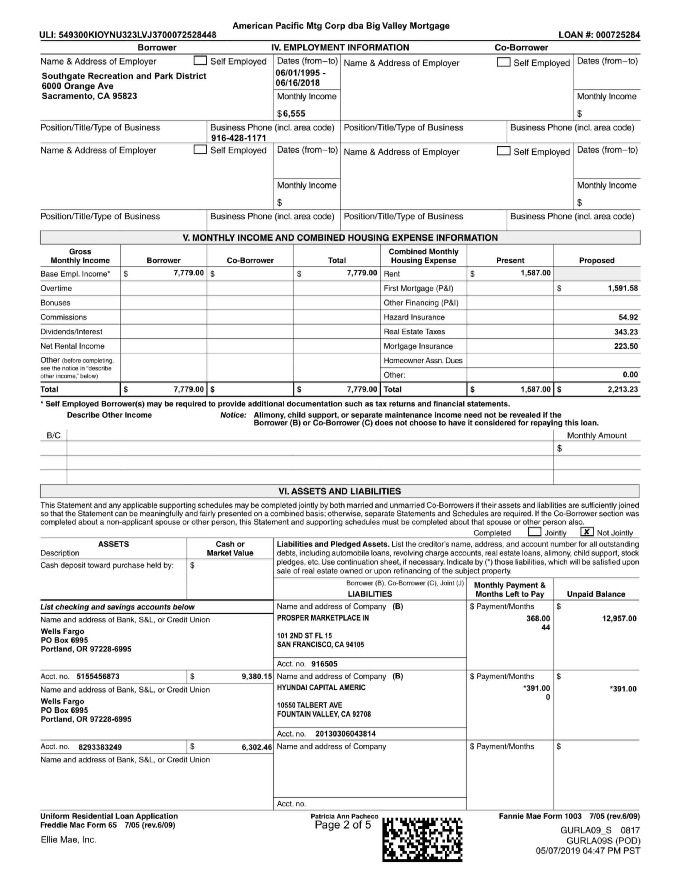 American Pacific Mtg Corp dba Big Valley Mortgage
ULI: 549300KIOYNU323LVJ3700072528448 LOAN #: 000725284
Borrower IV. EMPLOYMENT INFORMATION Co-Borrower
Name & Address of Employer Self Employed Dates (from–to) Name & Address of Employer Self Employed Dates (from–to)
Southgate Recreation and Park District
6000 Orange Ave
Sacramento, CA 95823
06/01/1995 -
06/16/2018
Monthly Income Monthly Income
$6,555 $
Position/Title/Type of Business Business Phone (incl. area code) Position/Title/Type of Business Business Phone (incl. area code)
916-428-1171
Name & Address of Employer Self Employed Dates (from–to) Name & Address of Employer Self Employed Dates (from–to)
Monthly Income Monthly Income
$ $
Position/Title/Type of Business Business Phone (incl. area code) Position/Title/Type of Business Business Phone (incl. area code)
V. MONTHLY INCOME AND COMBINED HOUSING EXPENSE INFORMATION
Gross
Monthly Income Borrower Co-Borrower Total Combined Monthly
Housing Expense Present Proposed
Base Empl. Income* $ 7,779.00 $ $ 7,779.00 Rent $ 1,587.00
Overtime First Mortgage (P&I) $ 1,591.58
Bonuses Other Financing (P&I)
Commissions Hazard Insurance 54.92
Dividends/Interest Real Estate Taxes 343.23
Net Rental Income Mortgage Insurance 223.50
Other (before completing,
see the notice in "describe
other income," below)
Homeowner Assn. Dues
Other: 0.00
Total $ 7,779.00 $ $ 7,779.00 Total $ 1,587.00 $ 2,213.23
* Self Employed Borrower(s) may be required to provide additional documentation such as tax returns and financial statements.
Describe Other Income Notice: Alimony, child support, or separate maintenance income need not be revealed if the
Borrower (B) or Co-Borrower (C) does not choose to have it considered for repaying this loan.
B/C Monthly Amount
$
VI. ASSETS AND LIABILITIES
This Statement and any applicable supporting schedules may be completed jointly by both married and unmarried Co-Borrowers if their assets and liabilities are sufficiently joined
so that the Statement can be meaningfully and fairly presented on a combined basis; otherwise, separate Statements and Schedules are required. If the Co-Borrower section was
completed about a non-applicant spouse or other person, this Statement and supporting schedules must be completed about that spouse or other person also.
Completed Jointly X Not Jointly
ASSETS
Description
Cash or
Market Value
Cash deposit toward purchase held by: $
Liabilities and Pledged Assets. List the creditor's name, address, and account number for all outstanding
debts, including automobile loans, revolving charge accounts, real estate loans, alimony, child support, stock
pledges, etc. Use continuation sheet, if necessary. Indicate by (*) those liabilities, which will be satisfied upon
sale of real estate owned or upon refinancing of the subject property.
Borrower (B), Co-Borrower (C), Joint (J)
LIABILITIES
Monthly Payment &
Months Left to Pay
Unpaid Balance
List checking and savings accounts below
Name and address of Company (B) $ Payment/Months $
Name and address of Bank, S&L, or Credit Union
PROSPER MARKETPLACE IN 368.00 12,957.00
44
Wells Fargo
PO Box 6995
Portland, OR 97228-6995
101 2ND ST FL 15
SAN FRANCISCO, CA 94105
Acct. no. 916505
Acct. no. 5155456873 $ 9,380.15 Name and address of Company (B) $ Payment/Months $
Name and address of Bank, S&L, or Credit Union
HYUNDAI CAPITAL AMERIC *391.00 *391.00
0
Wells Fargo
PO Box 6995
Portland, OR 97228-6995
10550 TALBERT AVE
FOUNTAIN VALLEY, CA 92708
Acct. no. 20130306043814
Acct. no. 8293383249 $ 6,302.46 Name and address of Company $ Payment/Months $
Name and address of Bank, S&L, or Credit Union
Acct. no.
Uniform Residential Loan Application
Freddie Mac Form 65 7/05 (rev.6/09)
Patricia Ann Pacheco
Page 2 of 5
Fannie Mae Form 1003 7/05 (rev.6/09)
Ellie Mae, Inc.
GURLA09_S 0817
GURLA09S (POD)
05/07/2019 04:47 PM PST